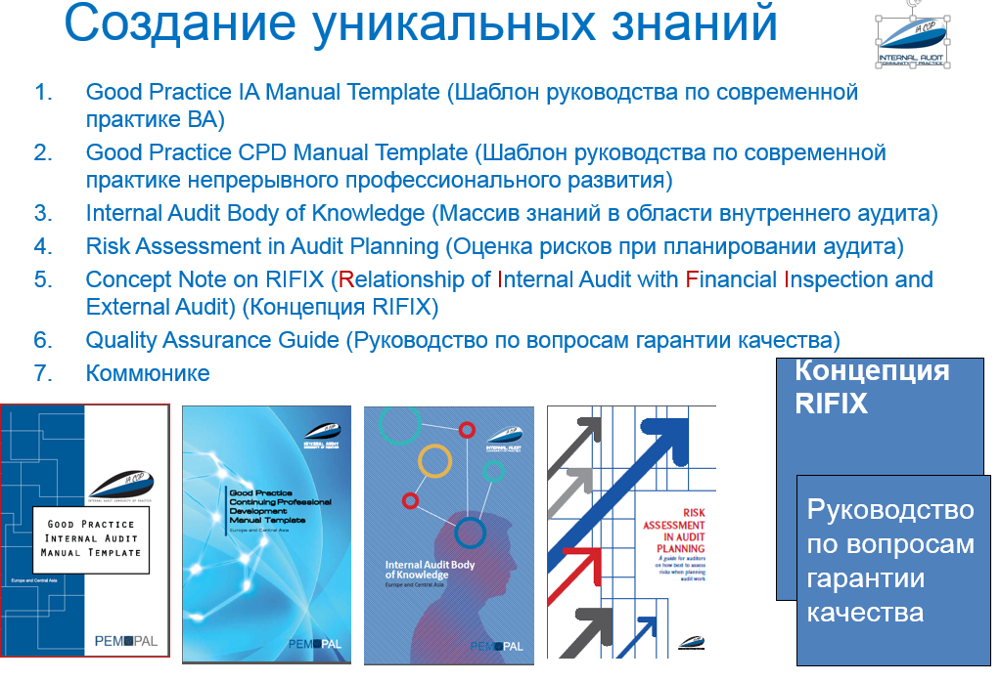 Создание уникальных знаний
IA COP
INTERNAL AUDIT
COMMUNITY OF PRACTICE
1. Good Practice IA Manual Template (Шаблон руководства по современной
практике ВА)
2. Good Practice CPD Manual Template (Шаблон руководства по современной
практике непрерывного профессионального развития)
3. Internal Audit Body of Knowledge (Массив знаний в области внутреннего аудита)
4. Risk Assessment in Audit Planning (Оценка рисков при планировании аудита)
5. Concept Note on RIFIX (Relationship of Internal Audit with Financial Inspection and
External Audit) (Концепция RIFIX)
6. Quality Assurance Guide (Руководство по вопросам гарантии качества)
7. Коммюнике
IA COP
INTERNAL AUDIT COMMUNITY OF PRACTICE
GOOD PRACTICE
INTERNAL AUDIT
MANUAL TEMPLATE
Europe and Central Asia
PEMPAL
INTERNAL AUDIT
Good Practice
Continuing Professional
Development
Manual Template
Europe and Central Asia
PEMPAL
INTERNAL AUDIT
Internal Audit Body
of Knowledge
Europe and Central Asia
PEMPAL
RISK
ASSESSMENT
IN AUDIT
PLANNING
A guide for auditors
on how best to assess
risks when planning
audit work
Концепция
RIFIX
Руководство
по вопросам
гарантии
качества